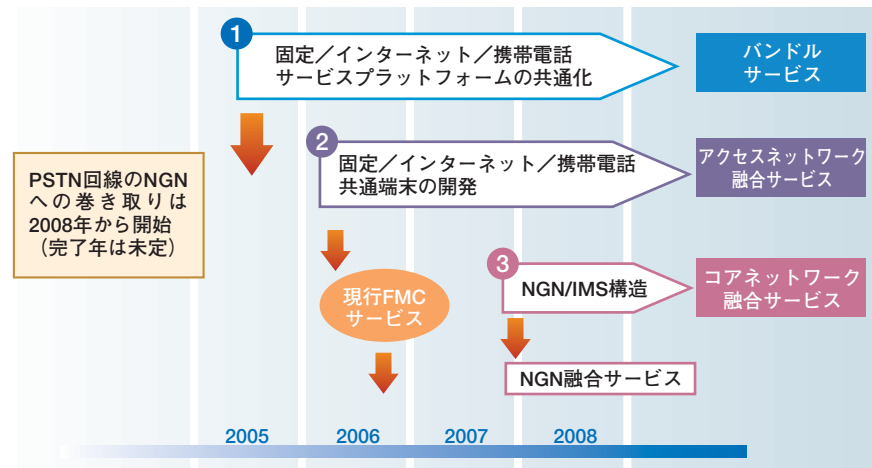 1
固定／インターネット／携帯電話
サービスプラットフォームの共通化
バンドル
サービス
2
固定／インターネット／携帯電話
共通端末の開発
アクセスネットワーク
融合サービス
PSTN回線のNGN
への巻き取りは
2008年から開始
（完了年は未定）
3
NGN/IMS構造
コアネットワーク
融合サービス
現行FMC
サービス
NGN融合サービス
2005
2006
2007
2008